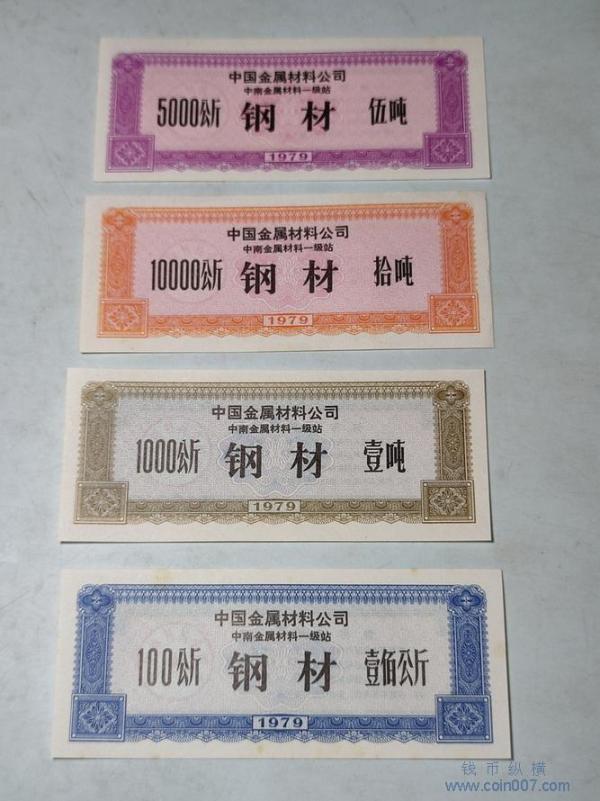 中国金属材料公司
中南金属材料一级站
5000公斤 钢材 伍吨
1979
中国金属材料公司
中南金属材料一级站
10000公斤 钢材 拾吨
1979
中国金属材料公司
中南金属材料一级站
1000公斤 钢材 壹吨
1979
中国金属材料公司
中南金属材料一级站
100公斤 钢材 壹佰公斤
1979
钱币纵横
www.coin007.com